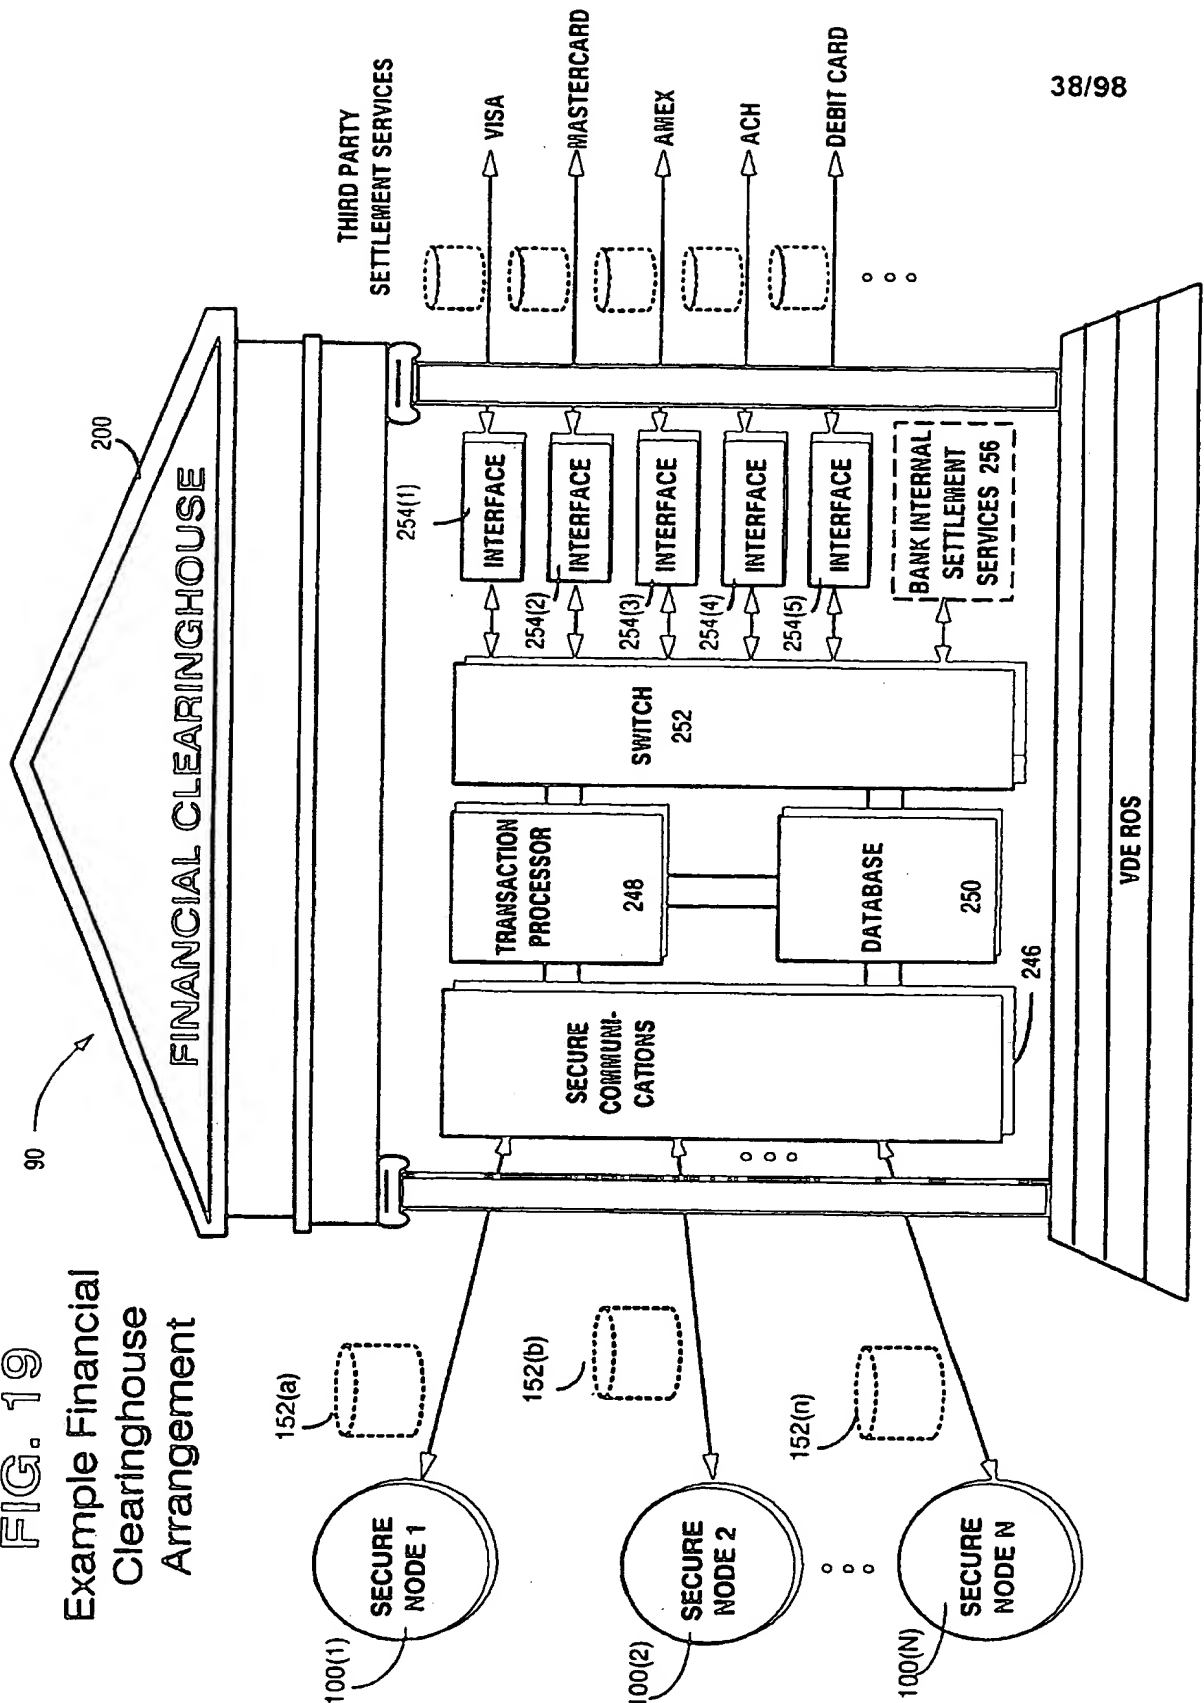 38/98
FIG. 19
Example Financial
Clearinghouse
Arrangement
90
200
FINANCIAL CLEARINGHOUSE
THIRD PARTY
SETTLEMENT SERVICES
152(a)
152(b)
152(n)
SECURE
NODE 1
100(1)
SECURE
NODE 2
100(2)
SECURE
NODE N
100(N)
SECURE
COMMUNI-
CATIONS
246
TRANSACTION
PROCESSOR
248
DATABASE
250
SWITCH
252
254(1)
INTERFACE
VISA
254(2)
INTERFACE
MASTERCARD
254(3)
INTERFACE
AMEX
254(4)
INTERFACE
ACH
254(5)
INTERFACE
DEBIT CARD
BANK INTERNAL
SETTLEMENT
SERVICES 256
VDE ROS